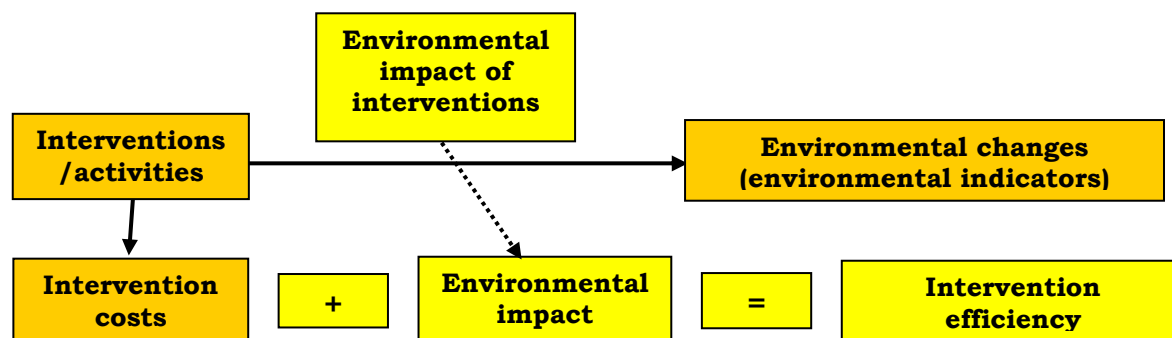 Environmental
impact of
interventions
Interventions
/activities
Environmental changes
(environmental indicators)
Intervention
costs
+
Environmental
impact
=
Intervention
efficiency